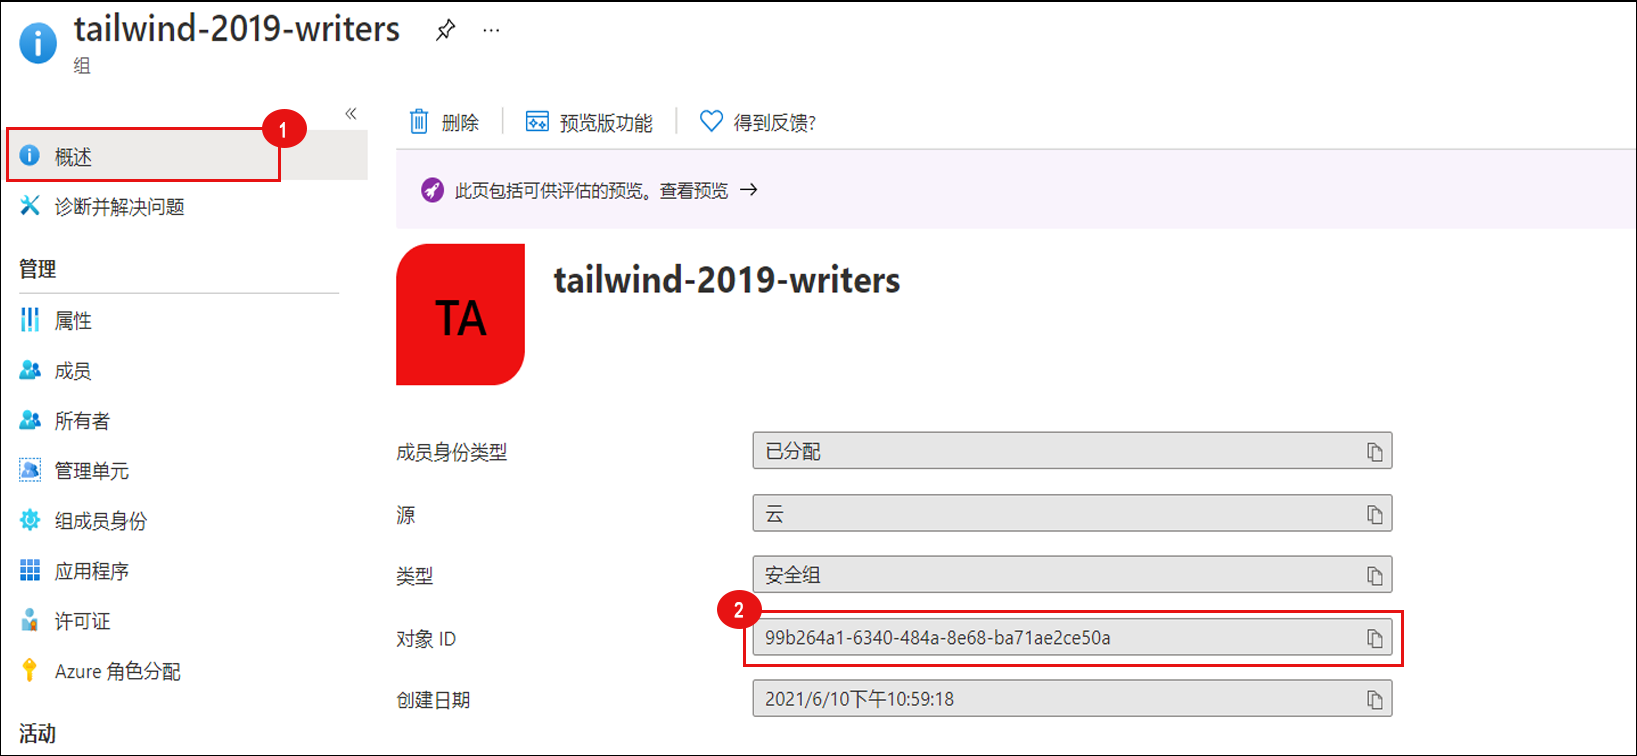 tailwind-2019-writers
组
概述
1
诊断并解决问题
管理
属性
成员
所有者
管理单元
组成员身份
应用程序
许可证
Azure 角色分配
活动
删除
预览版功能
得到反馈?
此页包括可供评估的预览。查看预览 →
TA
tailwind-2019-writers
成员身份类型 已分配
源 云
类型 安全组
2
对象 ID 99b264a1-6340-484a-8e68-ba71ae2ce50a
创建日期 2021/6/10下午10:59:18